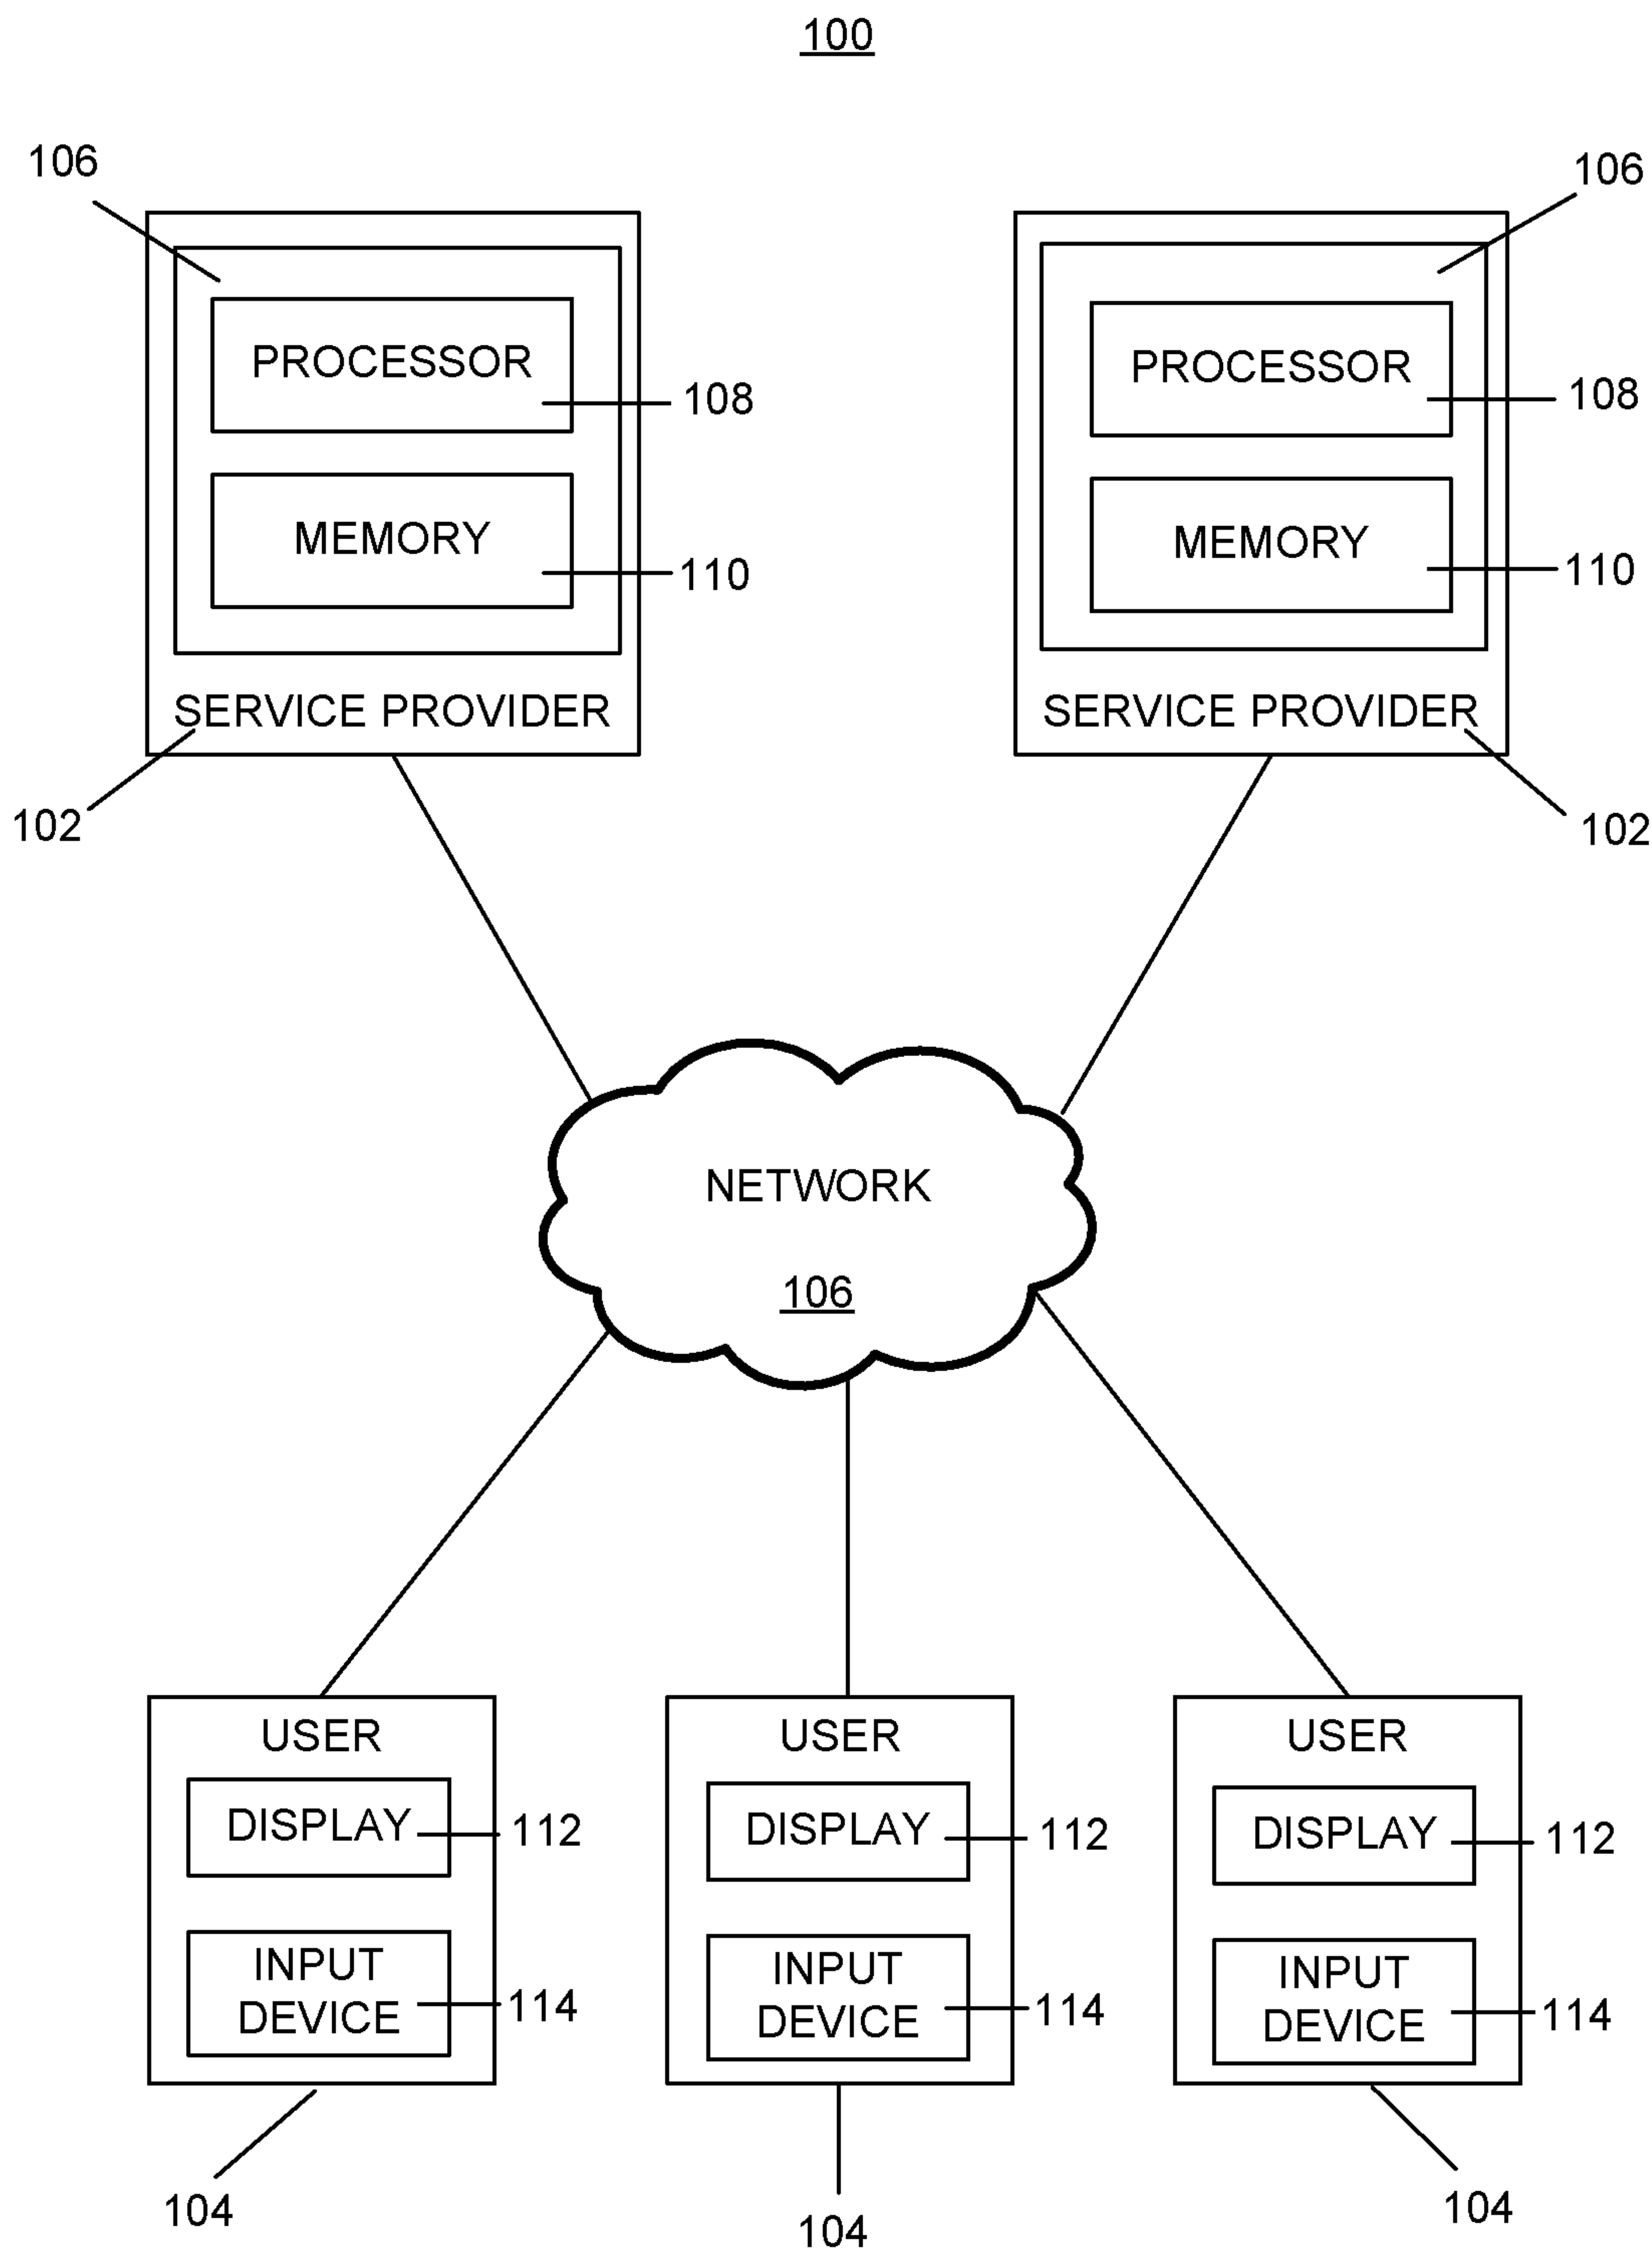 100
106
106
PROCESSOR
108
PROCESSOR
108
MEMORY
110
MEMORY
110
SERVICE PROVIDER
SERVICE PROVIDER
102
102
NETWORK
106
USER
USER
USER
DISPLAY
112
DISPLAY
112
DISPLAY
112
INPUT
DEVICE
114
INPUT
DEVICE
114
INPUT
DEVICE
114
104
104
104